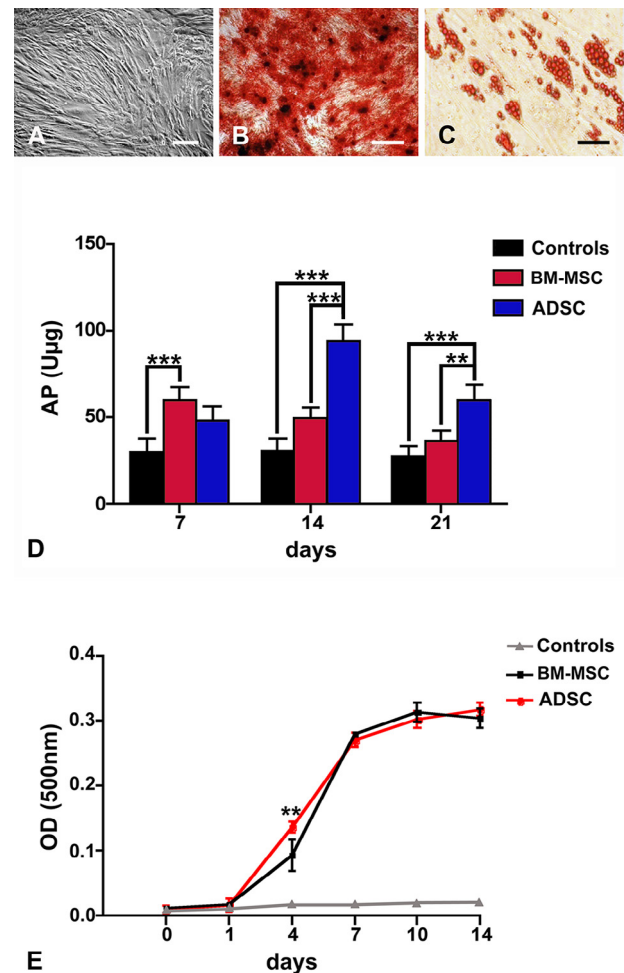 A
B
C
150
100
50
0
AP (Uµg)
***
***
***
***
**
Controls
BM-MSC
ADSC
7 14 21
days
D
0.4
0.3
0.2
0.1
0.0
OD (500nm)
**
Controls
BM-MSC
ADSC
0 1 4 7 10 14
days
E